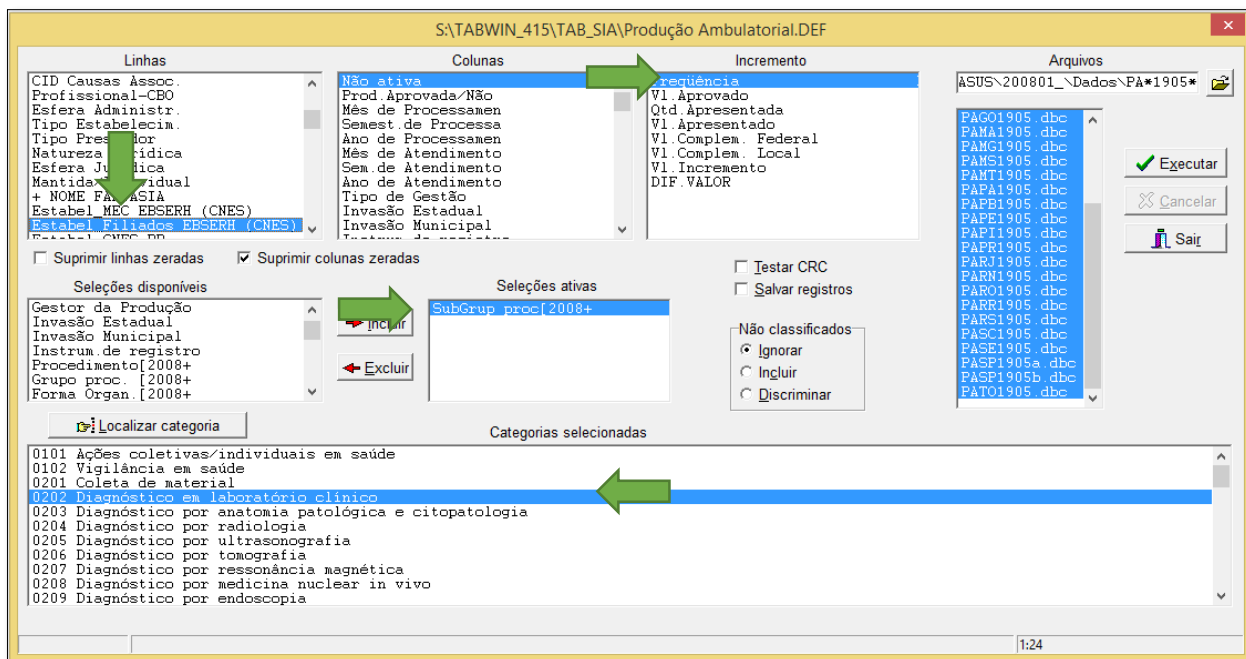 S:\TABWIN_415\TAB_SIA\Produção Ambulatorial.DEF
Linhas
CID Causas Assoc.
Profissional-CBO
Esfera Administr.
Tipo Estabelecim.
Tipo
Natureza
Esfera
+ NOME
Estabel_MEC EBSERH (CNES)
Estabel Filiados EBSERH (CNES)
Colunas
Não ativa
Prod.Aprovada/Não
Mês de Processamen
Semest.de Processa
Ano de Processamen
Mês de Atendimento
Sem.de Atendimento
Ano de Atendimento
Tipo de Gestão
Invasão Estadual
Invasão Municipal
Incremento
Vl.Aprovado
Qtd.Apresentada
Vl.Apresentado
Vl.Complem. Federal
Vl.Complem. Local
Vl.Incremento
DIF.VALOR
Arquivos
ASUS\200801_\Dados\PA*1905*
PAGO1905.dbc
PAMA1905.dbc
PAMG1905.dbc
PAMS1905.dbc
PAMT1905.dbc
PAPA1905.dbc
PAPB1905.dbc
PAPE1905.dbc
PAPI1905.dbc
PAPR1905.dbc
PARJ1905.dbc
PARN1905.dbc
PARO1905.dbc
PARR1905.dbc
PARS1905.dbc
PASC1905.dbc
PASE1905.dbc
PASP1905a.dbc
PASP1905b.dbc
PATO1905.dbc
Executar
Cancelar
Sair
Suprimir linhas zeradas
Suprimir colunas zeradas
Testar CRC
Salvar registros
Seleções disponíveis
Gestor da Produção
Invasão Estadual
Invasão Municipal
Instrum.de registro
Procedimento[2008+
Grupo proc. [2008+
Forma Organ.[2008+
Excluir
Seleções ativas
SubGrup proc[2008+
Não classificados
Ignorar
Incluir
Discriminar
Localizar categoria
Categorias selecionadas
0101 Ações coletivas/individuais em saúde
0102 Vigilância em saúde
0201 Coleta de material
0202 Diagnóstico em laboratório clínico
0203 Diagnóstico por anatomia patológica e citopatologia
0204 Diagnóstico por radiologia
0205 Diagnóstico por ultrasonografia
0206 Diagnóstico por tomografia
0207 Diagnóstico por ressonância magnética
0208 Diagnóstico por medicina nuclear in vivo
0209 Diagnóstico por endoscopia
1:24